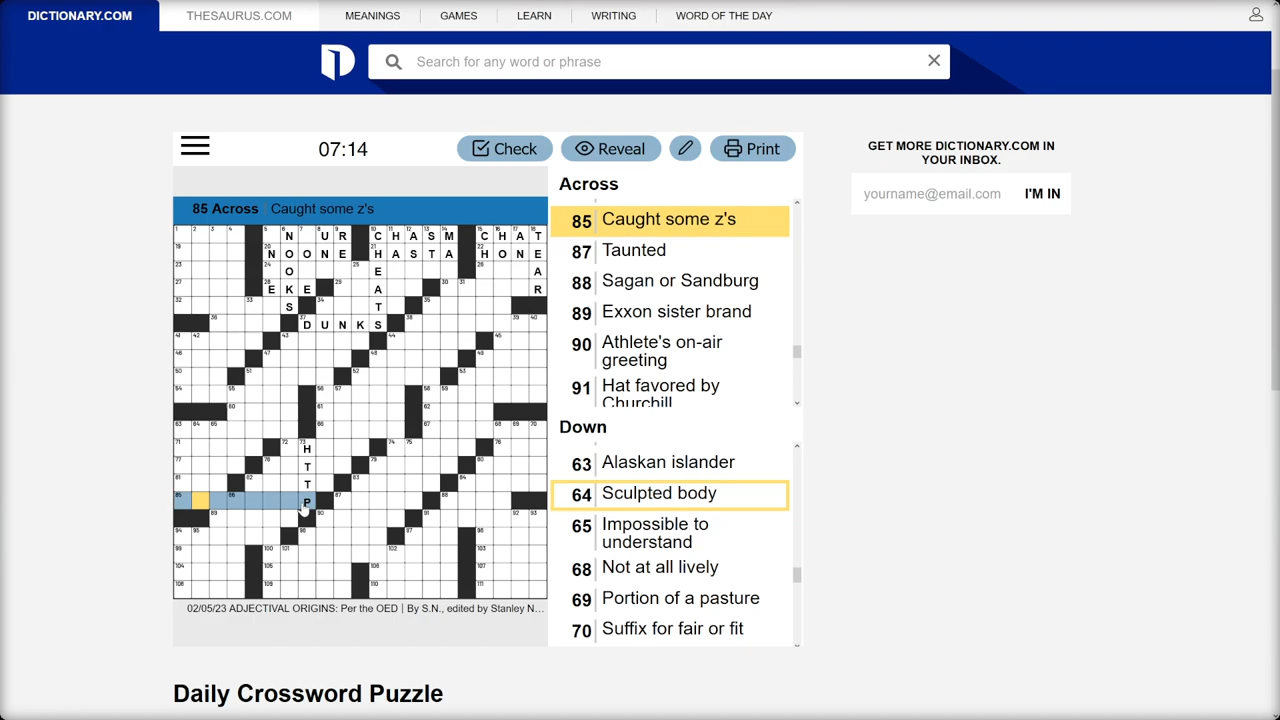 DICTIONARY.COM
THESAURUS.COM
MEANINGS
GAMES
LEARN
WRITING
WORD OF THE DAY
Search for any word or phrase
07:14
Check
Reveal
Print
85 Across Caught some z's
N U R C H A S M C H A T
N O O N E H A S T A H O N E
O E A
E K E A R
S T
D U N K S
H
T
T
P
02/05/23 ADJECTIVAL ORIGINS: Per the OED | By S.N., edited by Stanley N...
Across
85 Caught some z's
87 Taunted
88 Sagan or Sandburg
89 Exxon sister brand
90 Athlete's on-air
greeting
91 Hat favored by
Churchill
Down
63 Alaskan islander
64 Sculpted body
65 Impossible to
understand
68 Not at all lively
69 Portion of a pasture
70 Suffix for fair or fit
GET MORE DICTIONARY.COM IN
YOUR INBOX.
yourname@email.com I'M IN
Daily Crossword Puzzle